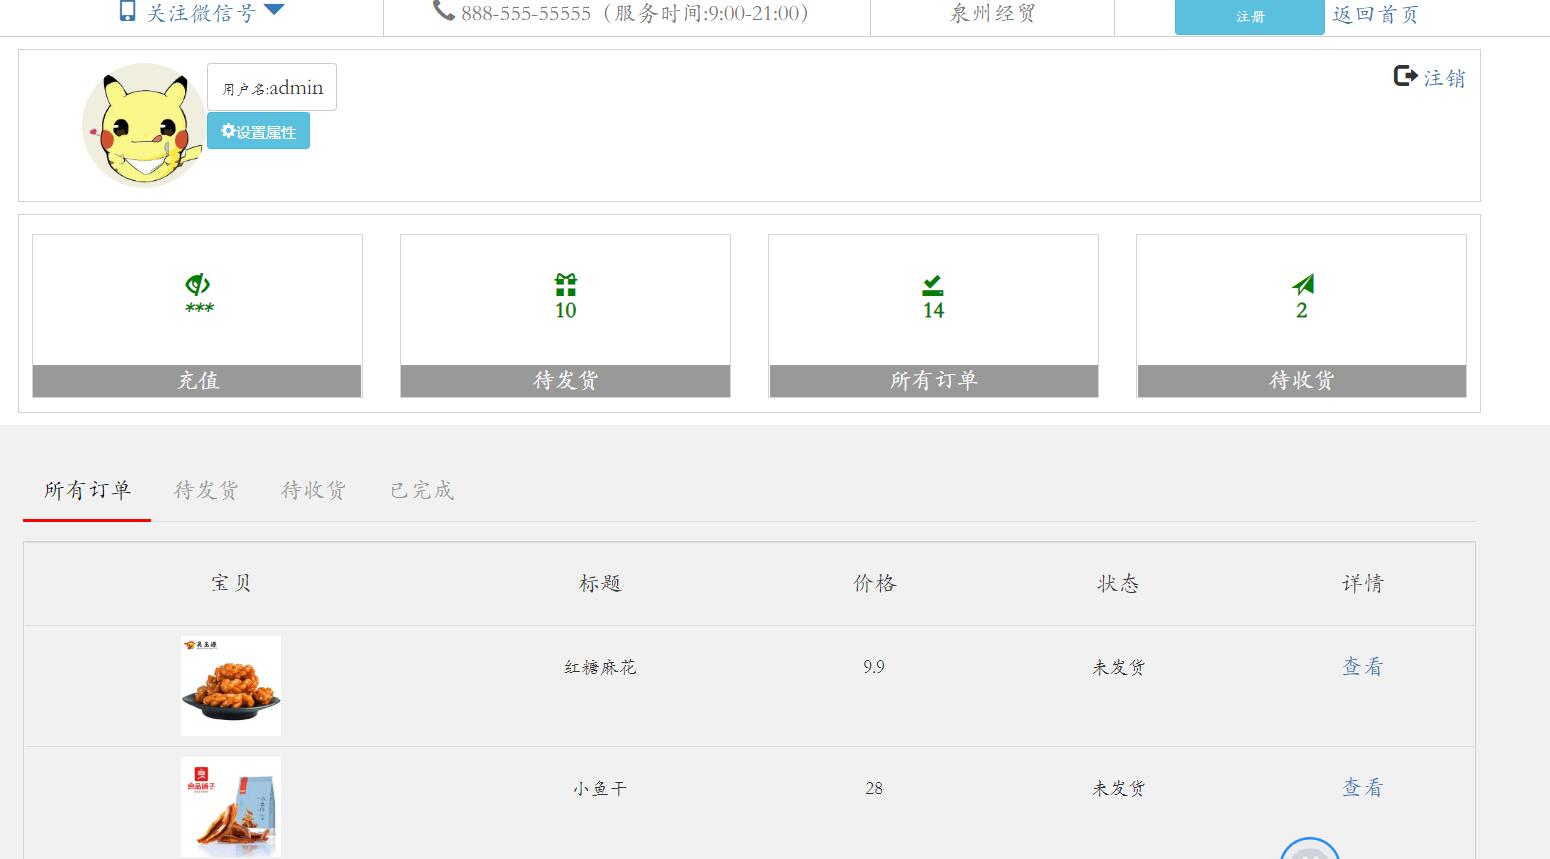 关注微信号
888-555-55555（服务时间:9:00-21:00）
泉州经贸
注册
返回首页
用户名:admin
设置属性
注销
***
10
14
2
充值
待发货
所有订单
待收货
所有订单
待发货
待收货
已完成
宝贝
标题
价格
状态
详情
红糖麻花
9.9
未发货
查看
良品铺子
小鱼干
28
未发货
查看